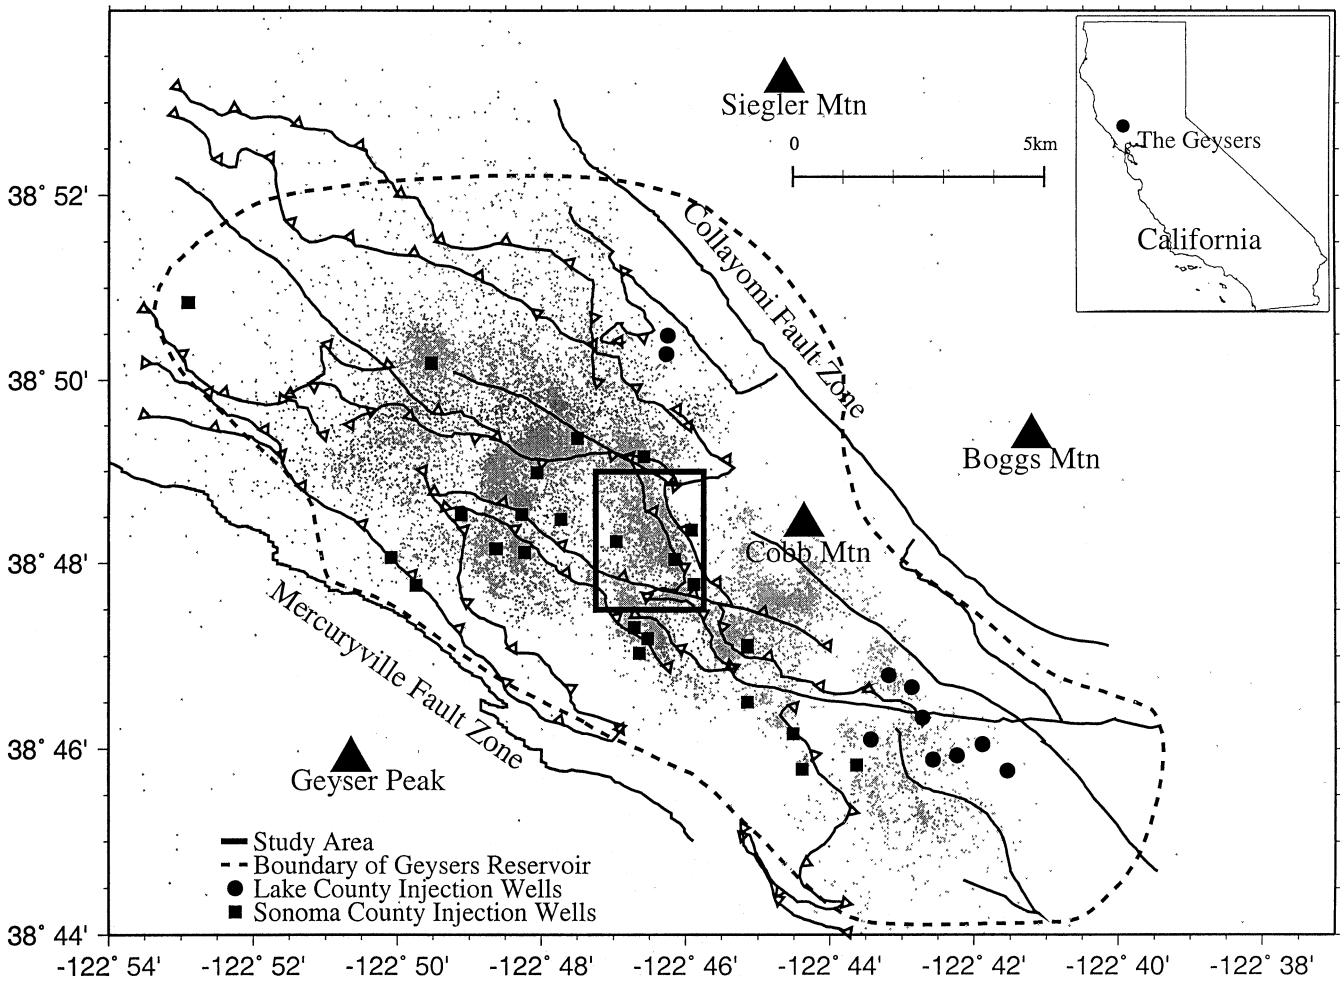 Siegler Mtn
0 5km
The Geysers
California
38° 52'
Collayomi Fault Zone
38° 50'
Boggs Mtn
Cobb Mtn
38° 48'
Mercuryville Fault Zone
38° 46'
Geyser Peak
Study Area
Boundary of Geysers Reservoir
Lake County Injection Wells
Sonoma County Injection Wells
38° 44'
-122° 54' -122° 52' -122° 50' -122° 48' -122° 46' -122° 44' -122° 42' -122° 40' -122° 38'